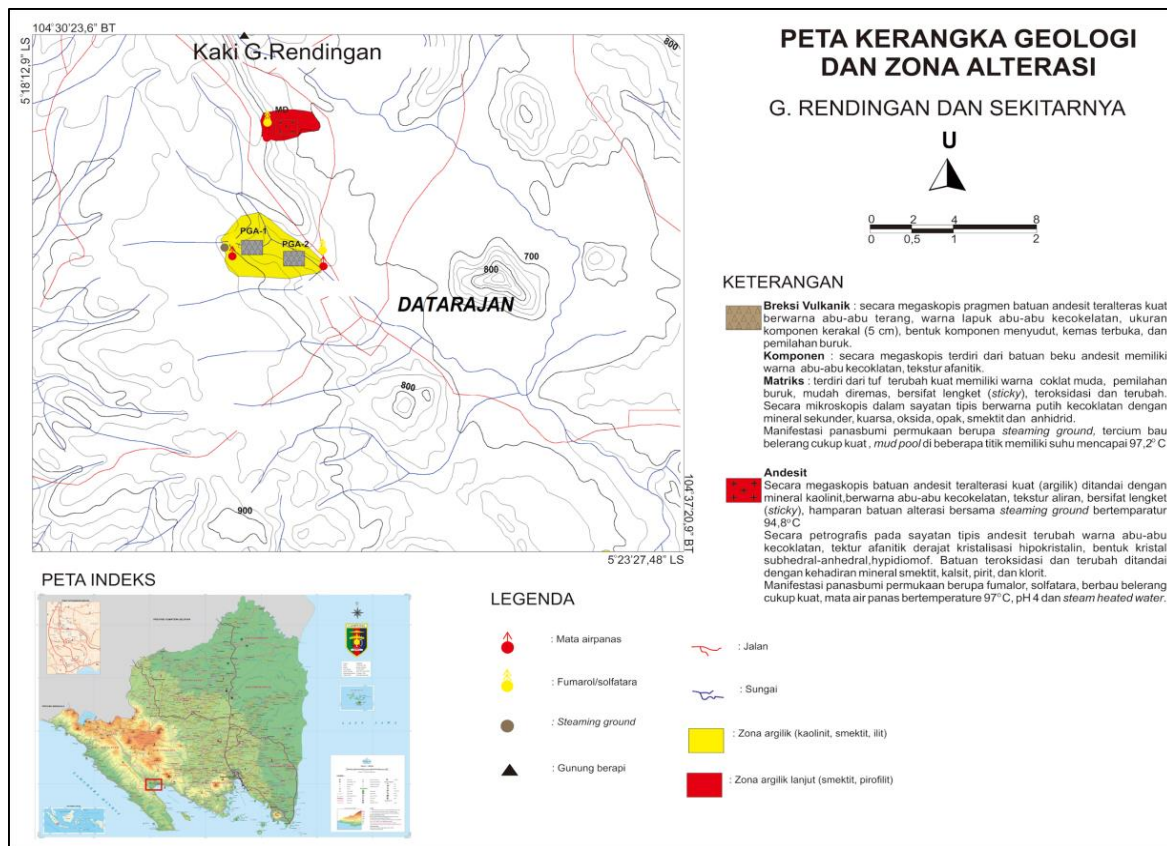 104°30'23,6" BT
5°18'12,9" LS
Kaki G.Rendingan
800
MD
PGA-1
PGA-2
700
800
DATARAJAN
800
900
104°37'20,9" BT
5°23'27,48" LS
PETA KERANGKA GEOLOGI
DAN ZONA ALTERASI
G. RENDINGAN DAN SEKITARNYA
U
0 2 4 8
0 0,5 1 2
KETERANGAN
Breksi Vulkanik : secara megaskopis pragmen batuan andesit teralteras kuat
berwarna abu-abu terang, warna lapuk abu-abu kecokelatan, ukuran
komponen kerakal (5 cm), bentuk komponen menyudut, kemas terbuka, dan
pemilahan buruk.
Komponen : secara megaskopis terdiri dari batuan beku andesit memiliki
warna abu-abu kecoklatan, tekstur afanitik.
Matriks : terdiri dari tuf terubah kuat memiliki warna coklat muda, pemilahan
buruk, mudah diremas, bersifat lengket (sticky), teroksidasi dan terubah.
Secara mikroskopis dalam sayatan tipis berwarna putih kecoklatan dengan
mineral sekunder, kuarsa, oksida, opak, smektit dan anhidrid.
Manifestasi panasbumi permukaan berupa steaming ground, tercium bau
belerang cukup kuat , mud pool di beberapa titik memiliki suhu mencapai 97,2°C
Andesit
Secara megaskopis batuan andesit teralterasi kuat (argilik) ditandai dengan
mineral kaolinit,berwarna abu-abu kecokelatan, tekstur aliran, bersifat lengket
(sticky), hamparan batuan alterasi bersama steaming ground bertemparatur
94,8°C
Secara petrografis pada sayatan tipis andesit terubah warna abu-abu
kecoklatan, tektur afanitik derajat kristalisasi hipokristalin, bentuk kristal
subhedral-anhedral,hypidiomof. Batuan teroksidasi dan terubah ditandai
dengan kehadiran mineral smektit, kalsit, pirit, dan klorit.
Manifestasi panasbumi permukaan berupa fumalor, solfatara, berbau belerang
cukup kuat, mata air panas bertemperature 97°C, pH 4 dan steam heated water.
PETA INDEKS
LEGENDA
: Mata airpanas
: Fumarol/solfatara
: Steaming ground
: Gunung berapi
: Jalan
: Sungai
: Zona argilik (kaolinit, smektit, ilit)
: Zona argilik lanjut (smektit, pirofilit)